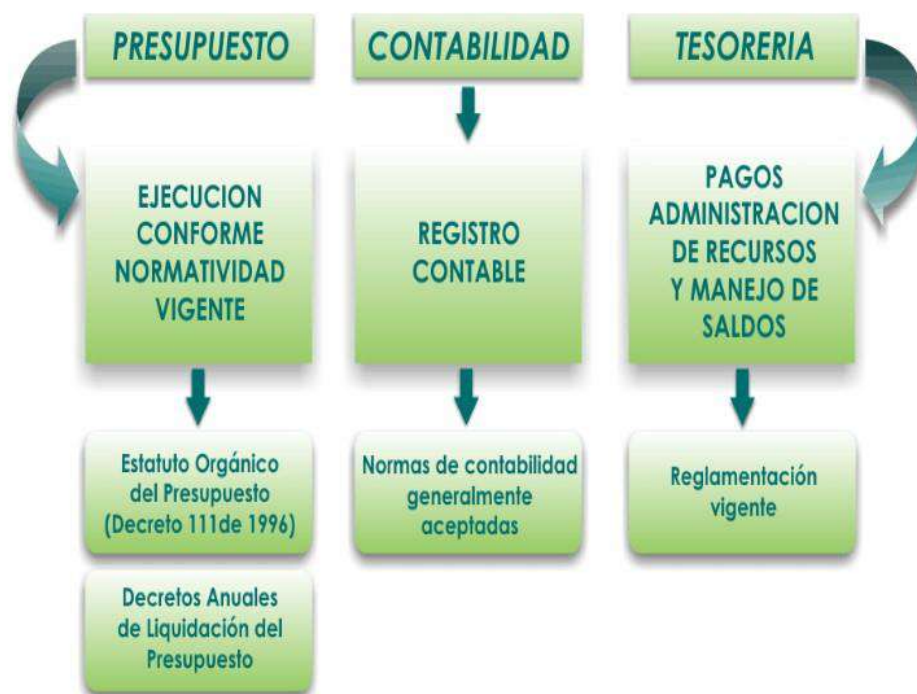 PRESUPUESTO
CONTABILIDAD
TESORERIA
EJECUCION
CONFORME
NORMATIVIDAD
VIGENTE
REGISTRO
CONTABLE
PAGOS
ADMINISTRACION
DE RECURSOS
Y MANEJO DE
SALDOS
Estatuto Orgánico
del Presupuesto
(Decreto 111de 1996)
Normas de contabilidad
generalmente
aceptadas
Reglamentación
vigente
Decretos Anuales
de Liquidación del
Presupuesto